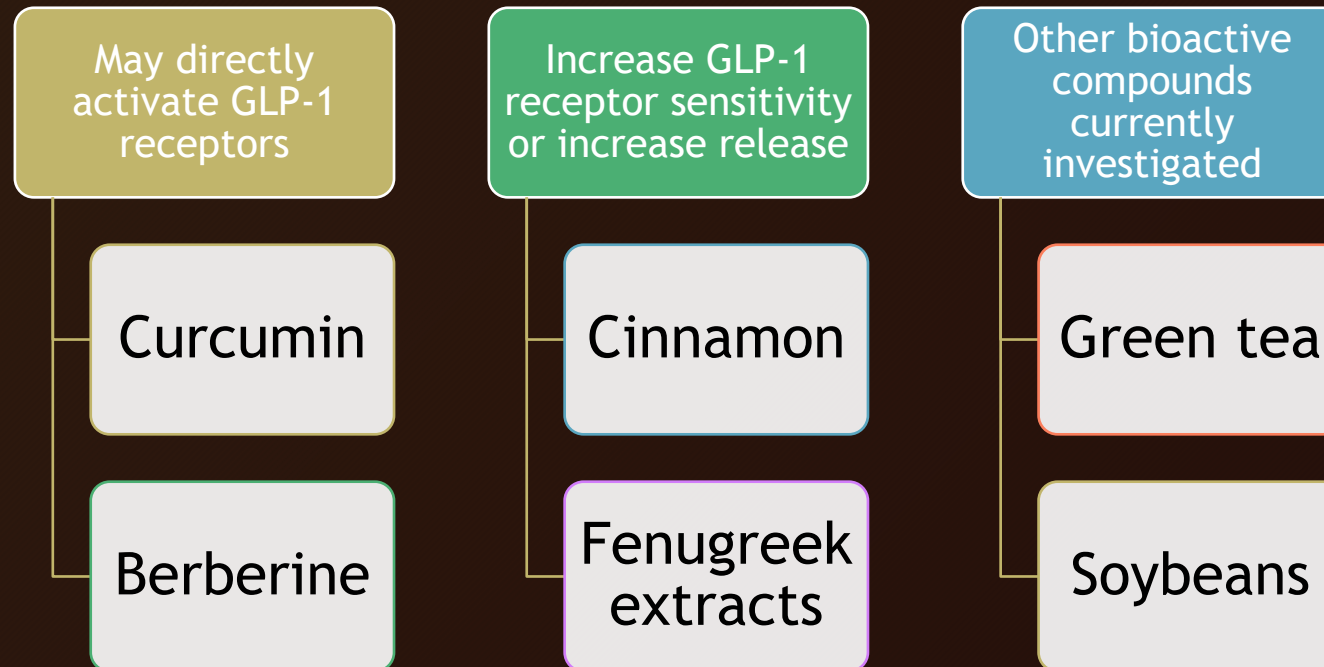 May directly
activate GLP-1
receptors
Curcumin
Berberine
Increase GLP-1
receptor sensitivity
or increase release
Cinnamon
Fenugreek
extracts
Other bioactive
compounds
currently
investigated
Green tea
Soybeans